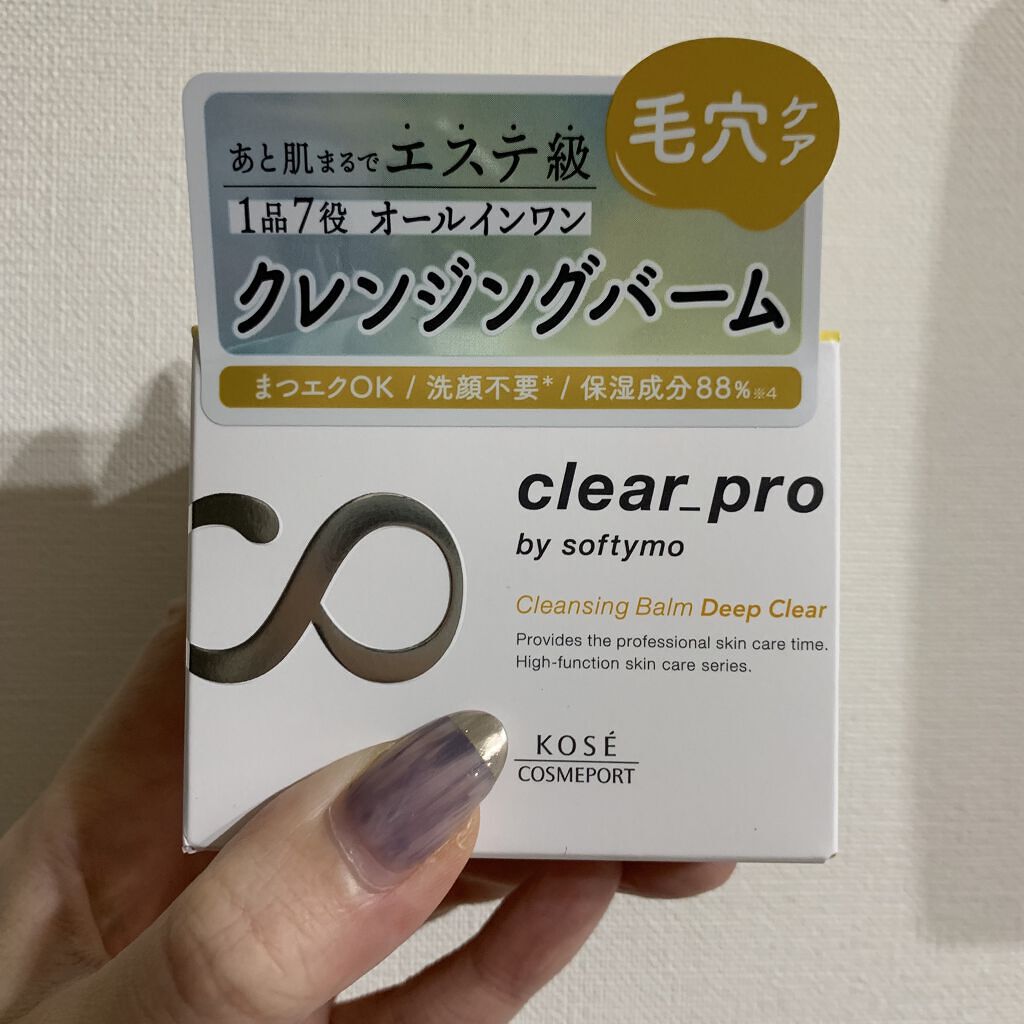 毛穴ケア
あと肌まるでエステ級
1品7役 オールインワン
クレンジングバーム
まつエクOK / 洗顔不要* / 保湿成分88%※4
clear_pro
by softymo
Cleansing Balm Deep Clear
Provides the professional skin care time.
High-function skin care series.
KOSÉ
COSMEPORT